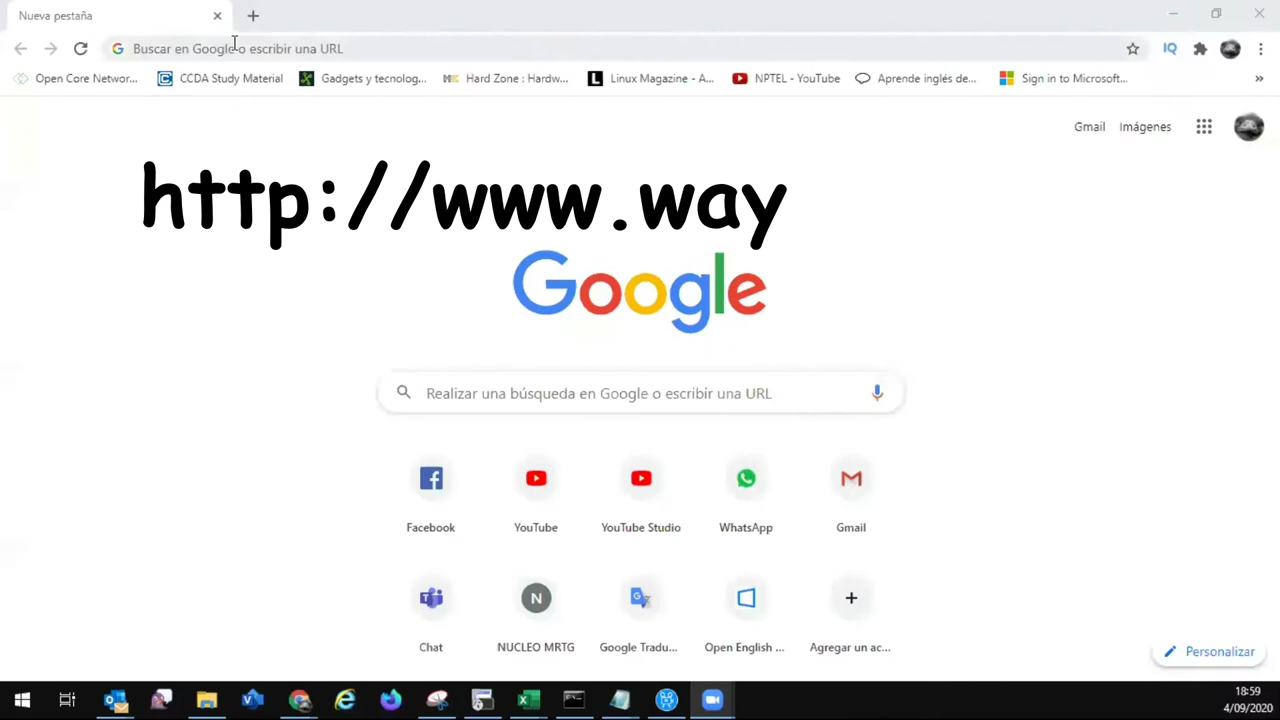 Nueva pestaña
Buscar en Google o escribir una URL
IQ
Open Core Networ...
CCDA Study Material
Gadgets y tecnolog...
Hard Zone : Hardw...
Linux Magazine - A...
NPTEL - YouTube
Aprende inglés de...
Sign in to Microsoft...
Gmail
Imágenes
http://www.way
Google
Realizar una búsqueda en Google o escribir una URL
Facebook
YouTube
YouTube Studio
WhatsApp
Gmail
N
Chat
NUCLEO MRTG
Google Tradu...
Open English ...
Agregar un ac...
Personalizar
18:59
4/09/2020